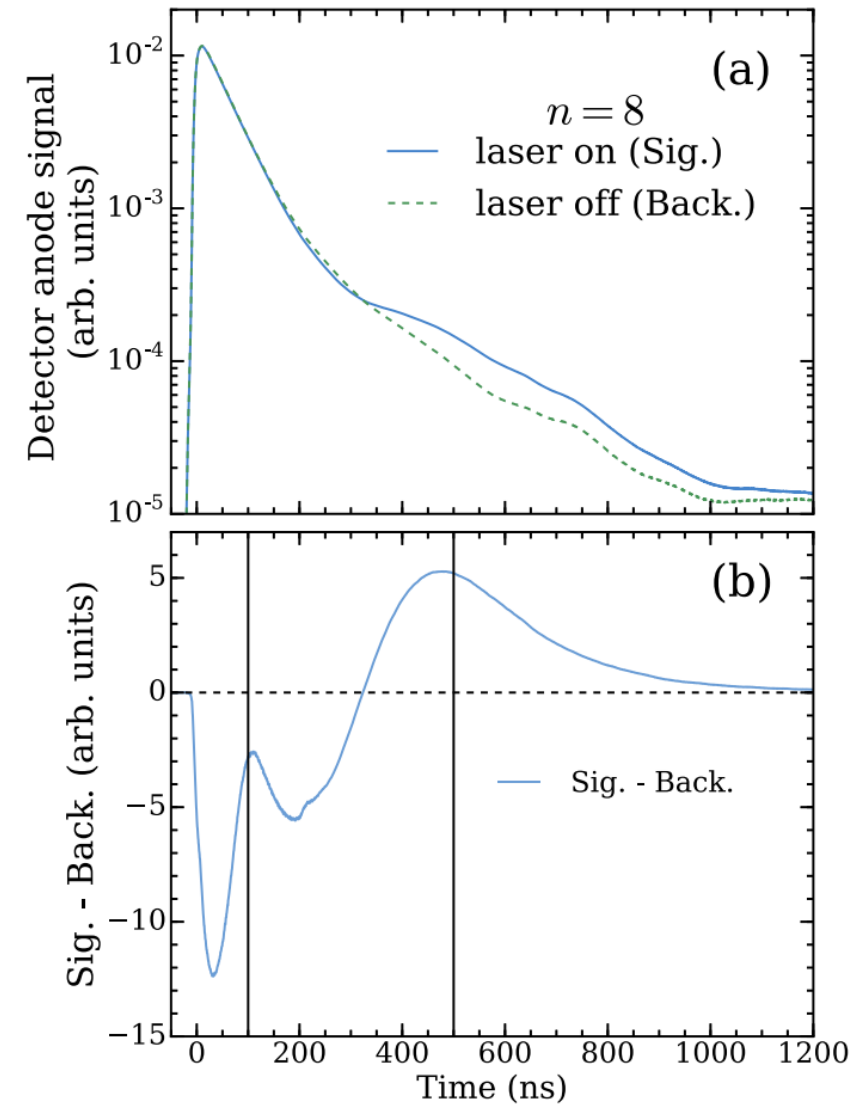 (a)
n = 8
laser on (Sig.)
laser off (Back.)
Detector anode signal
(arb. units)
10⁻²
10⁻³
10⁻⁴
10⁻⁵
(b)
Sig. - Back.
Sig. - Back. (arb. units)
5
0
−5
−10
−15
0 200 400 600 800 1000 1200
Time (ns)